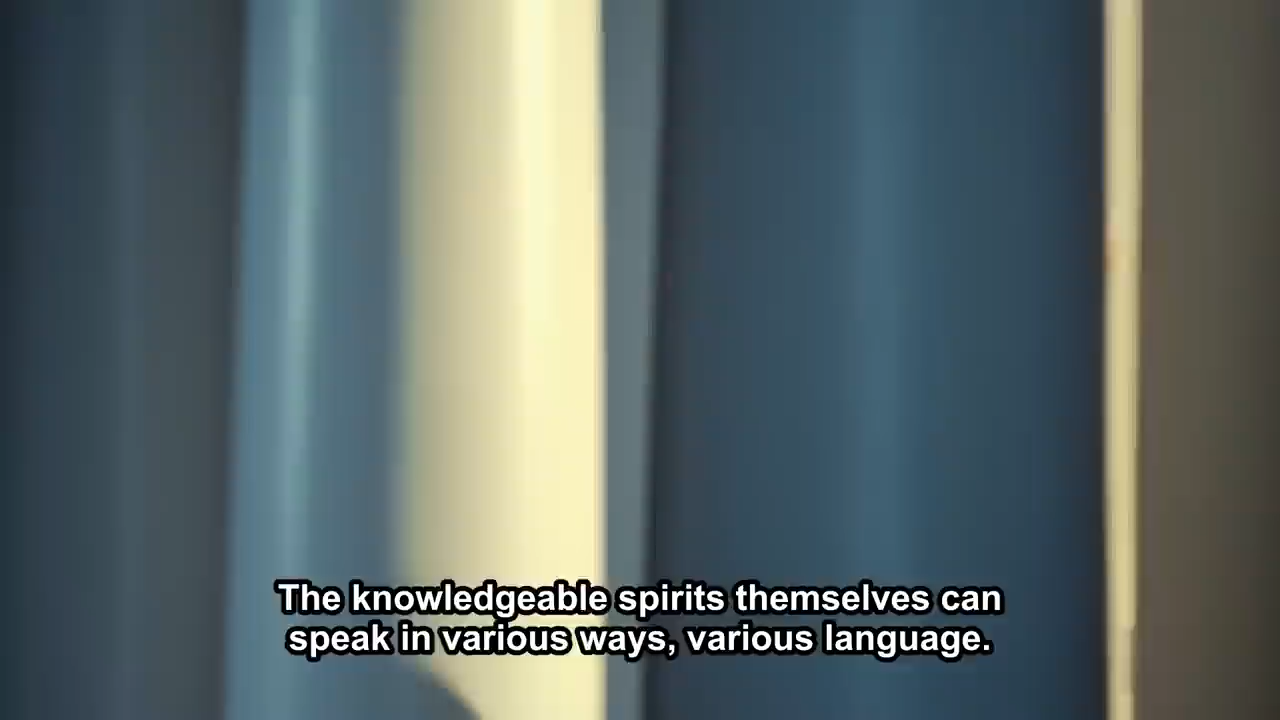 The knowledgeable spirits themselves can
speak in various ways, various language.